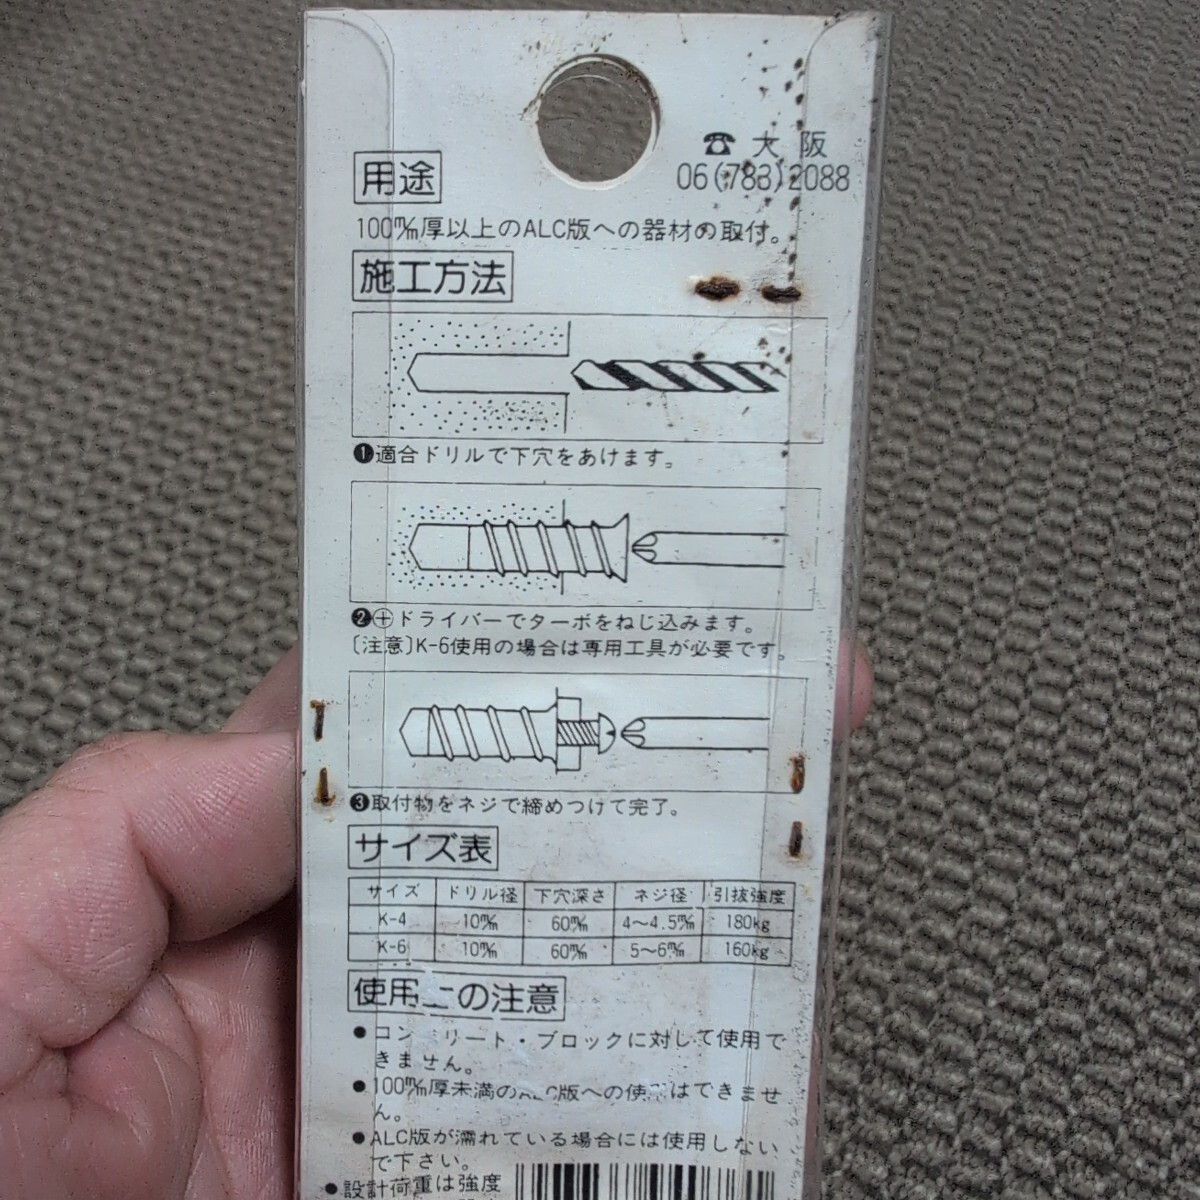 ☎ 大阪
06(783)2088
用途
100㎜厚以上のALC版への器材の取付。
施工方法
❶適合ドリルで下穴をあけます。
❷⊕ドライバーでターボをねじ込みます。
〔注意〕K-6使用の場合は専用工具が必要です。
❸取付物をネジで締めつけて完了。
サイズ表
サイズ ドリル径 下穴深さ ネジ径 引抜強度
K-4 10㎜ 60㎜ 4〜4.5㎜ 180kg
K-6 10㎜ 60㎜ 5〜6㎜ 160kg
使用上の注意
●コンクリート・ブロックに対して使用で
きません。
●100㎜厚未満のALC版への使用はできませ
ん。
●ALC版が濡れている場合には使用しない
で下さい。
●設計荷重は強度